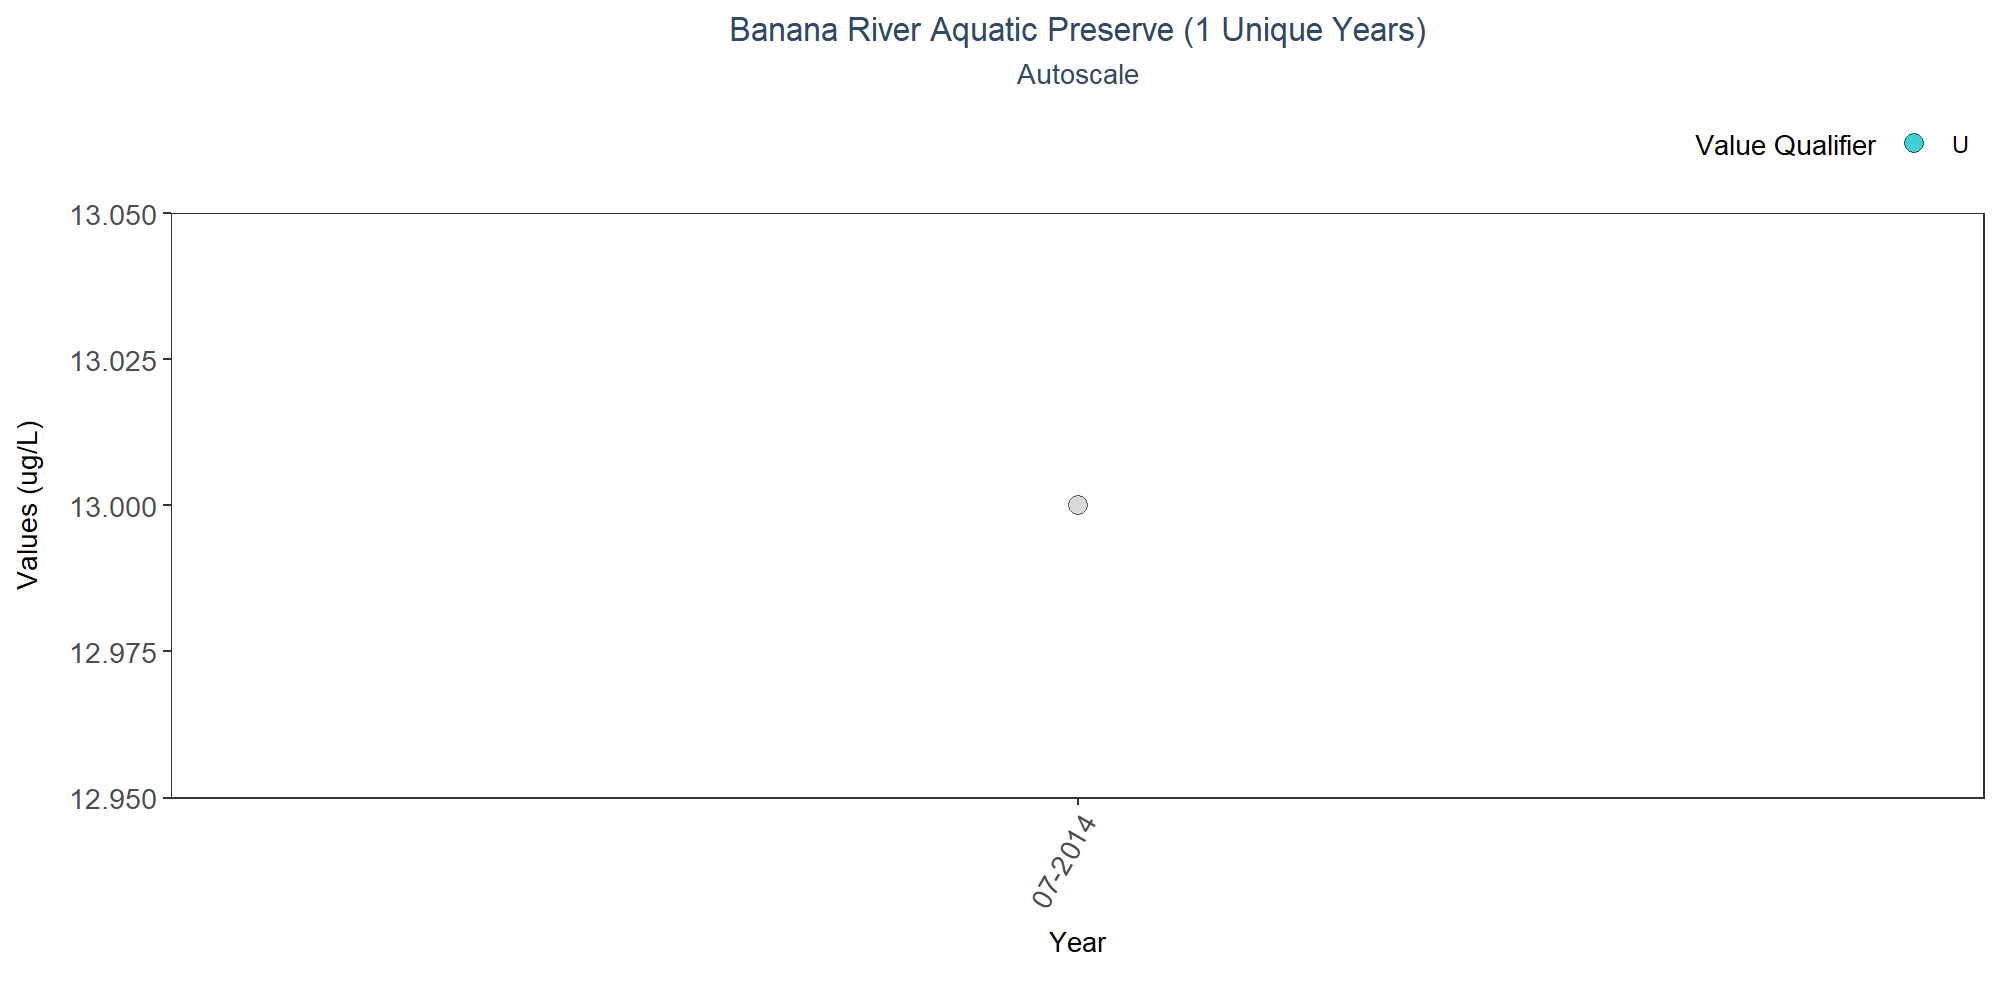 Banana River Aquatic Preserve (1 Unique Years)
Autoscale
Value Qualifier U
13.050
13.025
13.000
12.975
12.950
Values (ug/L)
07-2014
Year